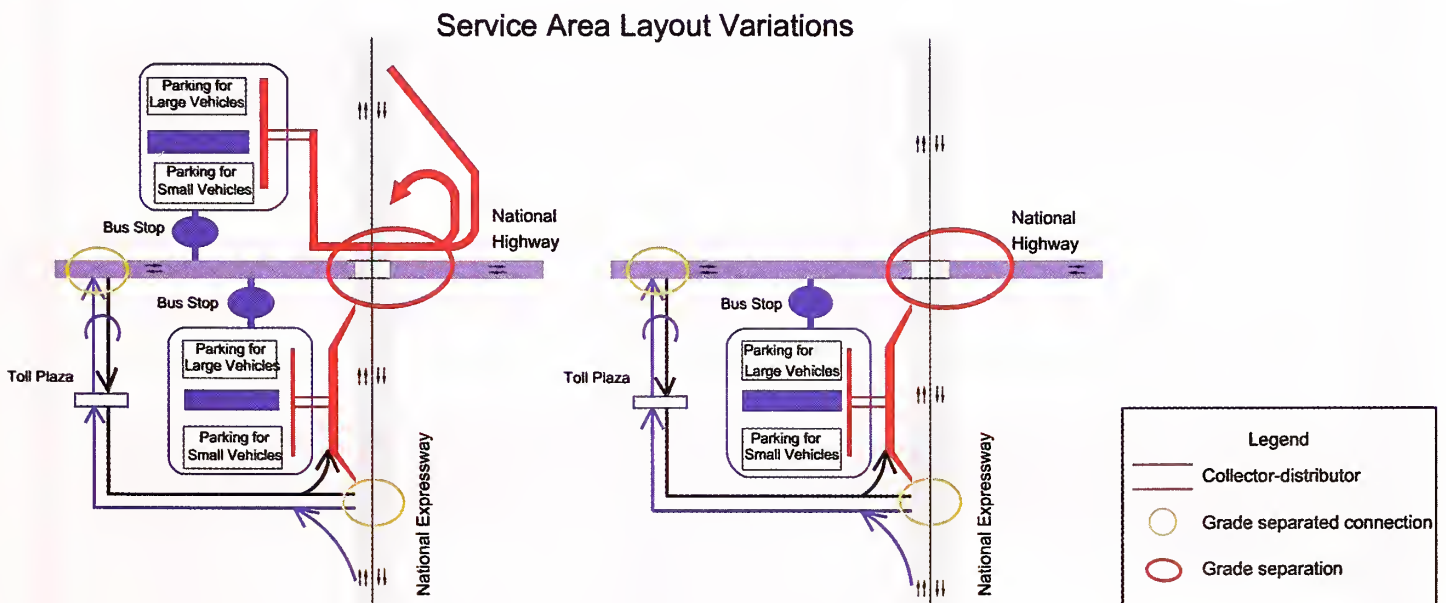 Service Area Layout Variations
Parking for
Large Vehicles
Parking for
Small Vehicles
Bus Stop
National
Highway
Bus Stop
Parking for
Large Vehicles
Toll Plaza
Parking for
Small Vehicles
National Expressway
National
Highway
Bus Stop
Parking for
Large Vehicles
Toll Plaza
Parking for
Small Vehicles
National Expressway
Legend
Collector-distributor
Grade separated connection
Grade separation